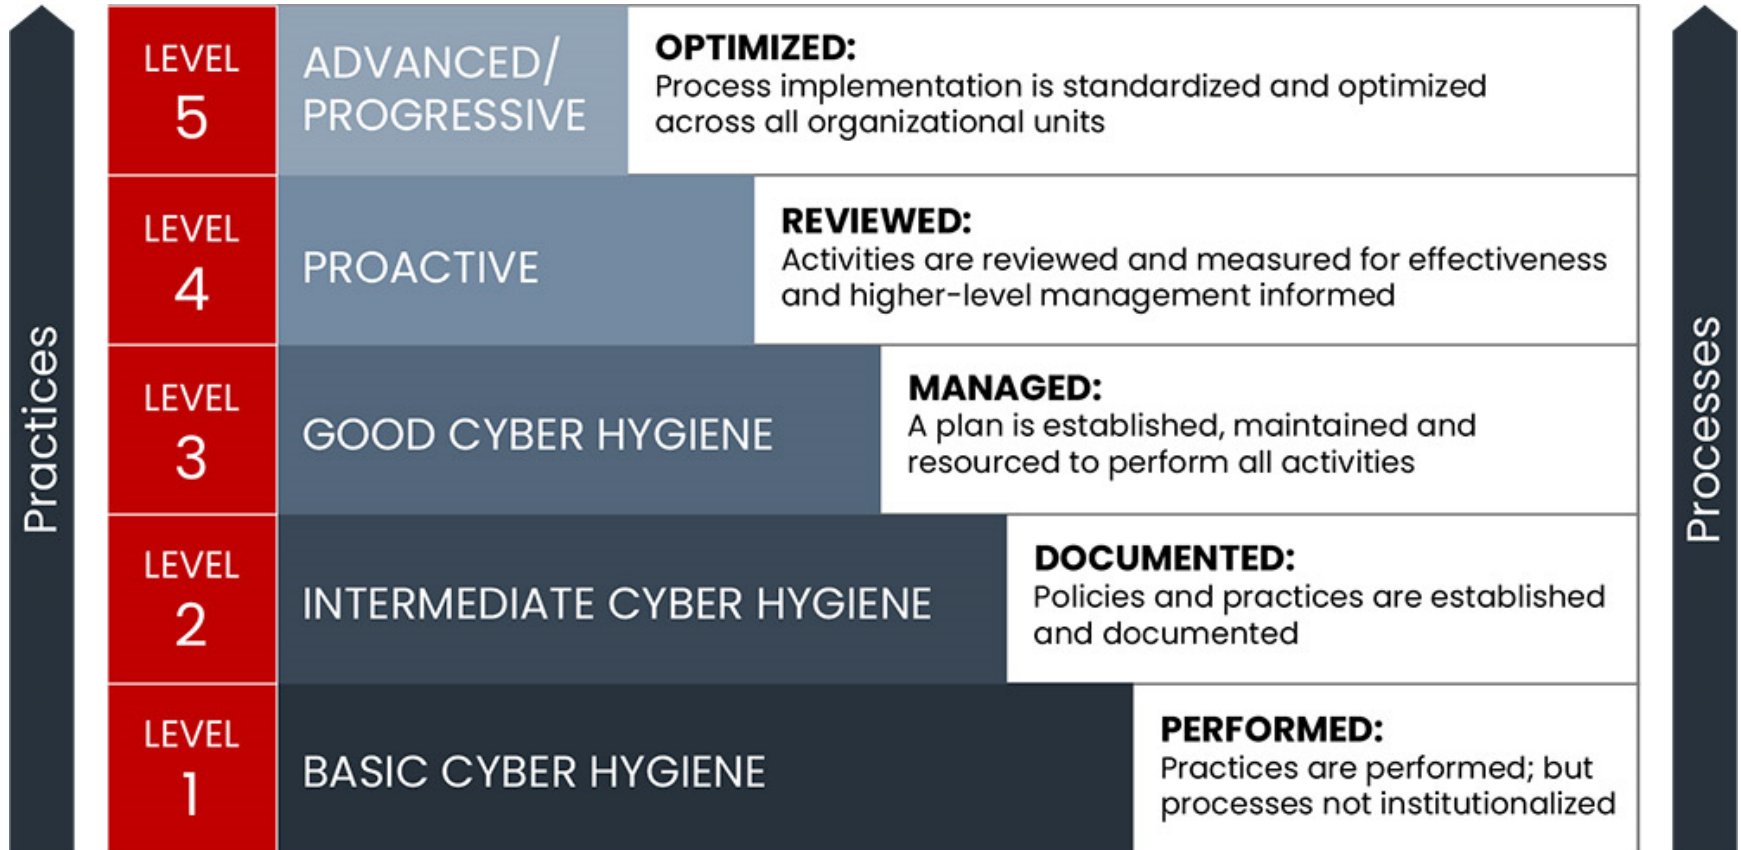 Practices
LEVEL
5
ADVANCED/
PROGRESSIVE
OPTIMIZED:
Process implementation is standardized and optimized
across all organizational units
LEVEL
4
PROACTIVE
REVIEWED:
Activities are reviewed and measured for effectiveness
and higher-level management informed
LEVEL
3
GOOD CYBER HYGIENE
MANAGED:
A plan is established, maintained and
resourced to perform all activities
LEVEL
2
INTERMEDIATE CYBER HYGIENE
DOCUMENTED:
Policies and practices are established
and documented
LEVEL
1
BASIC CYBER HYGIENE
PERFORMED:
Practices are performed; but
processes not institutionalized
Processes